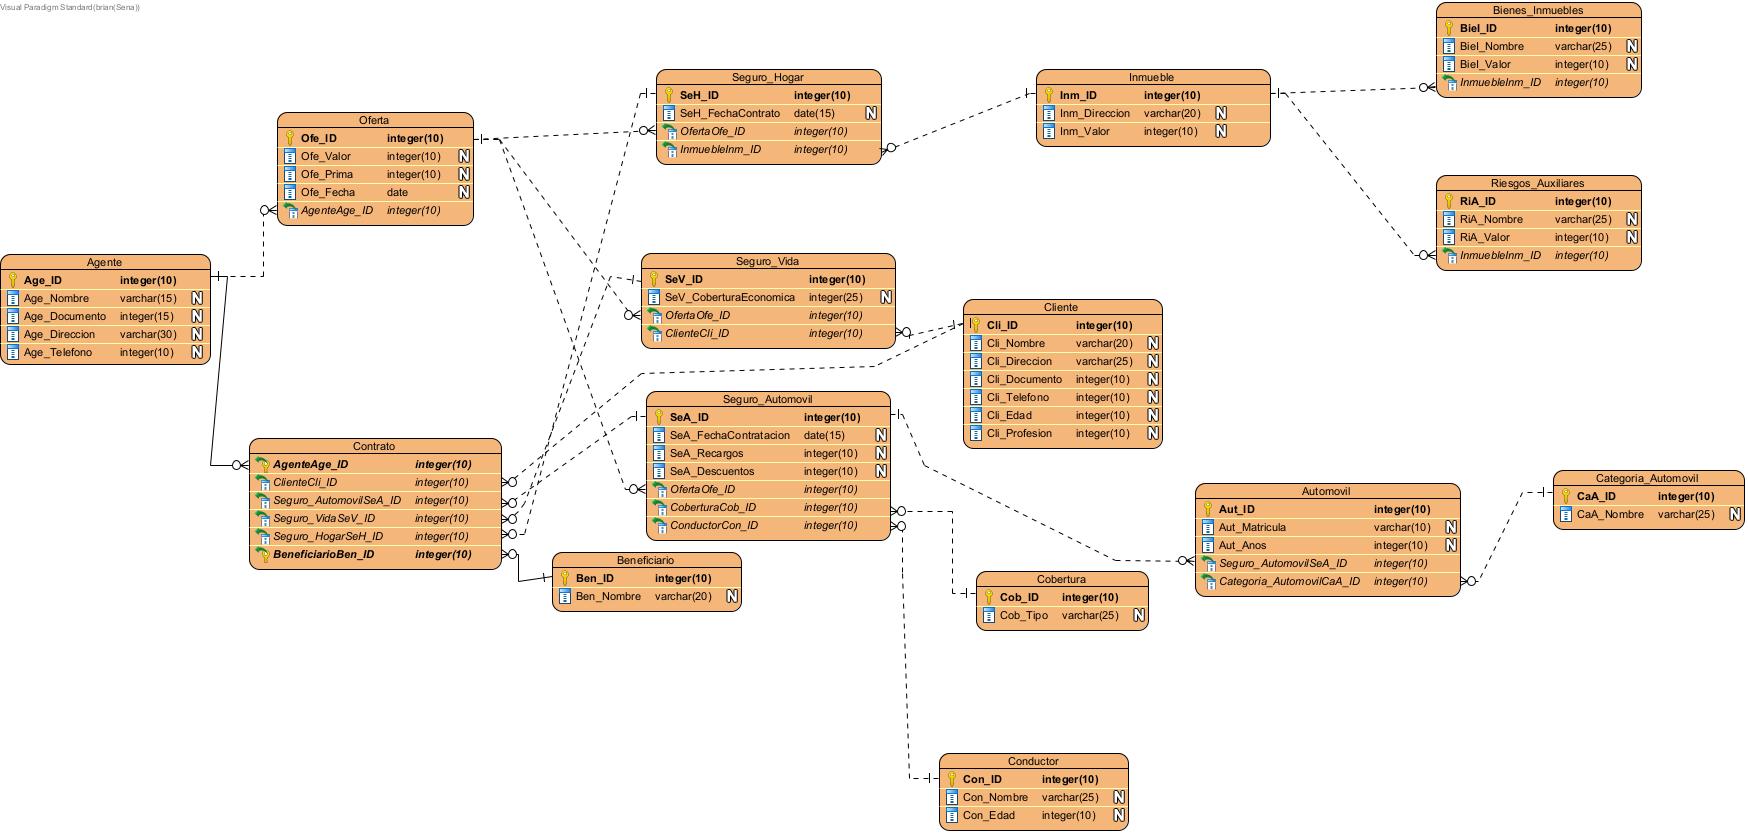 Visual Paradigm Standard(brian(Sena))
Bienes_Inmuebles
BieI_ID integer(10)
BieI_Nombre varchar(25) N
BieI_Valor integer(10) N
InmuebleInm_ID integer(10)
Seguro_Hogar
SeH_ID integer(10)
SeH_FechaContrato date(15) N
OfertaOfe_ID integer(10)
InmuebleInm_ID integer(10)
Inmueble
Inm_ID integer(10)
Inm_Direccion varchar(20) N
Inm_Valor integer(10) N
Oferta
Ofe_ID integer(10)
Ofe_Valor integer(10) N
Ofe_Prima integer(10) N
Ofe_Fecha date N
AgenteAge_ID integer(10)
Riesgos_Auxiliares
RiA_ID integer(10)
RiA_Nombre varchar(25) N
RiA_Valor integer(10) N
InmuebleInm_ID integer(10)
Agente
Age_ID integer(10)
Age_Nombre varchar(15) N
Age_Documento integer(15) N
Age_Direccion varchar(30) N
Age_Telefono integer(10) N
Seguro_Vida
SeV_ID integer(10)
SeV_CoberturaEconomica integer(25) N
OfertaOfe_ID integer(10)
ClienteCli_ID integer(10)
Cliente
Cli_ID integer(10)
Cli_Nombre varchar(20) N
Cli_Direccion varchar(25) N
Cli_Documento integer(10) N
Cli_Telefono integer(10) N
Cli_Edad integer(10) N
Cli_Profesion integer(10) N
Seguro_Automovil
SeA_ID integer(10)
SeA_FechaContratacion date(15) N
SeA_Recargos integer(10) N
SeA_Descuentos integer(10) N
OfertaOfe_ID integer(10)
CoberturaCob_ID integer(10)
ConductorCon_ID integer(10)
Contrato
AgenteAge_ID integer(10)
ClienteCli_ID integer(10)
Seguro_AutomovilSeA_ID integer(10)
Seguro_VidaSeV_ID integer(10)
Seguro_HogarSeH_ID integer(10)
BeneficiarioBen_ID integer(10)
Categoria_Automovil
CaA_ID integer(10)
CaA_Nombre varchar(25) N
Automovil
Aut_ID integer(10)
Aut_Matricula varchar(10) N
Aut_Anos integer(10) N
Seguro_AutomovilSeA_ID integer(10)
Categoria_AutomovilCaA_ID integer(10)
Beneficiario
Ben_ID integer(10)
Ben_Nombre varchar(20) N
Cobertura
Cob_ID integer(10)
Cob_Tipo varchar(25) N
Conductor
Con_ID integer(10)
Con_Nombre varchar(25) N
Con_Edad integer(10) N